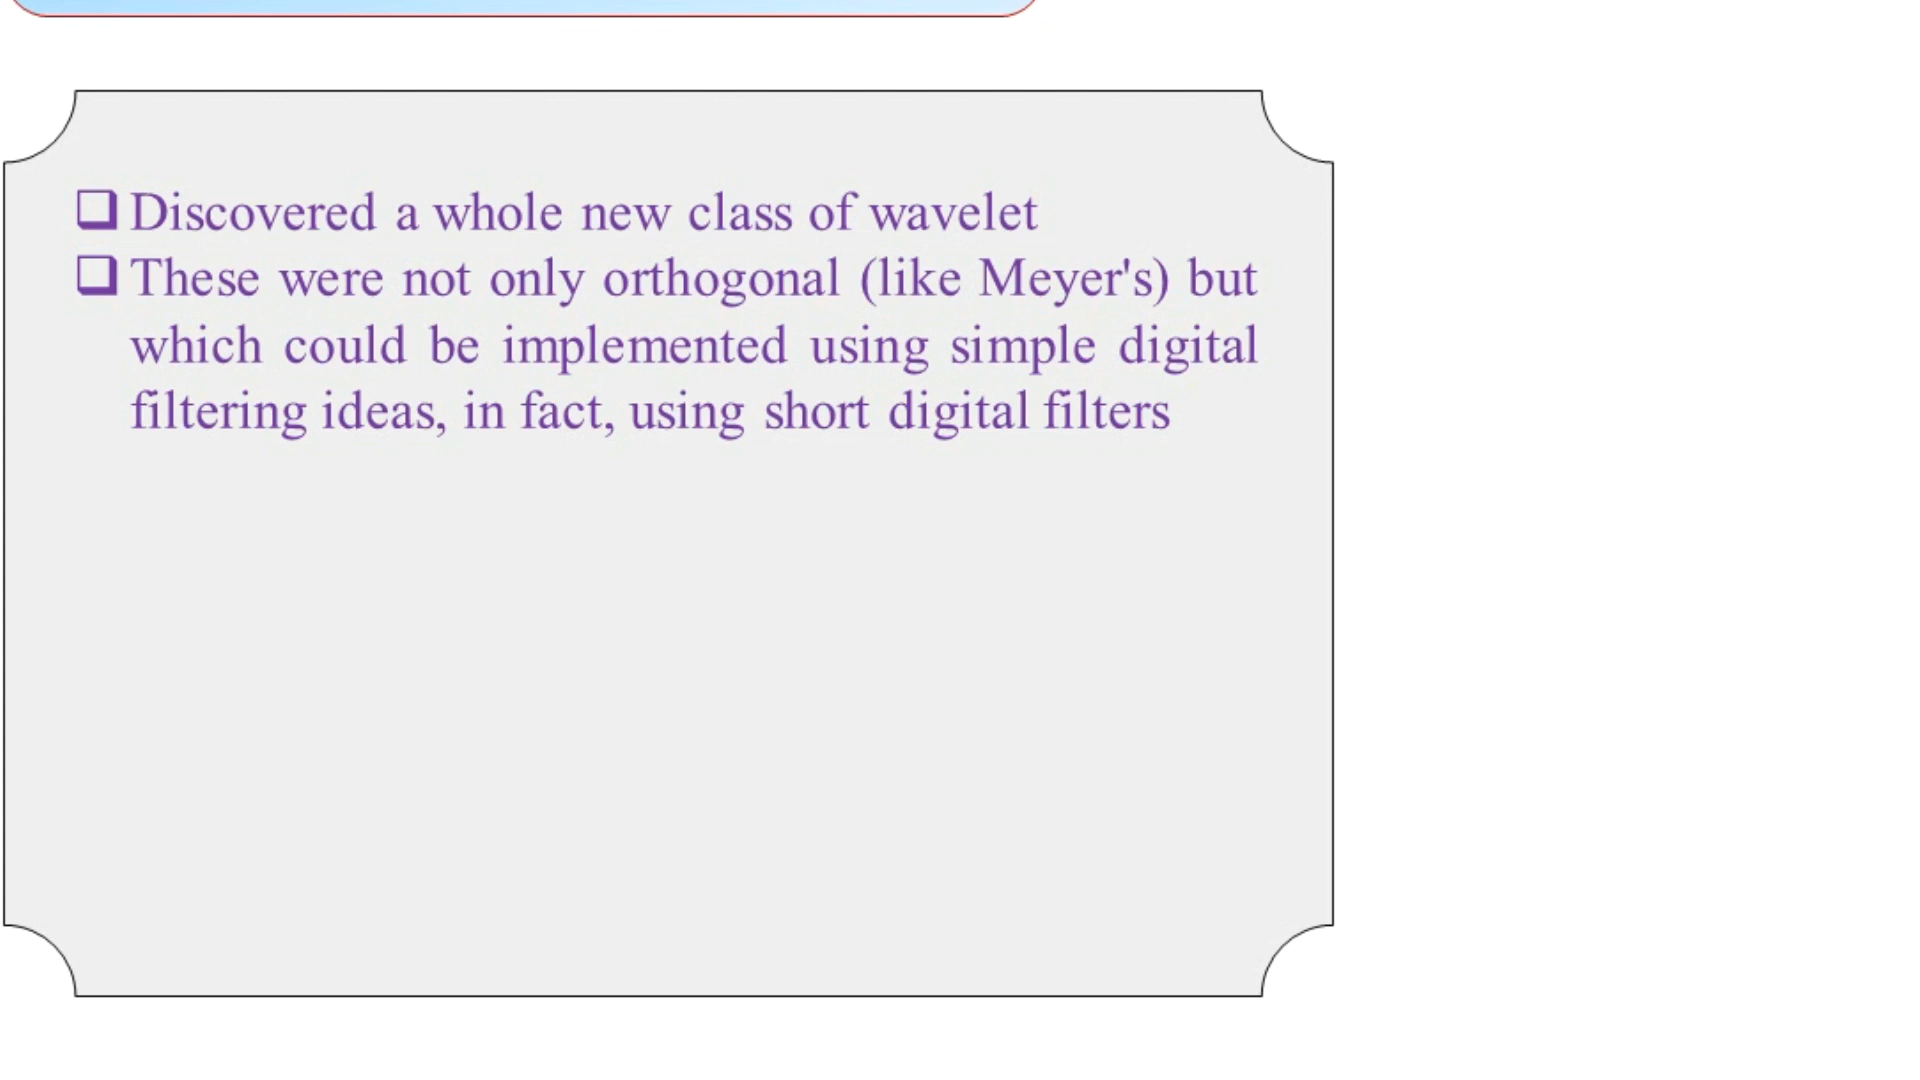 Discovered a whole new class of wavelet
These were not only orthogonal (like Meyer's) but
which could be implemented using simple digital
filtering ideas, in fact, using short digital filters